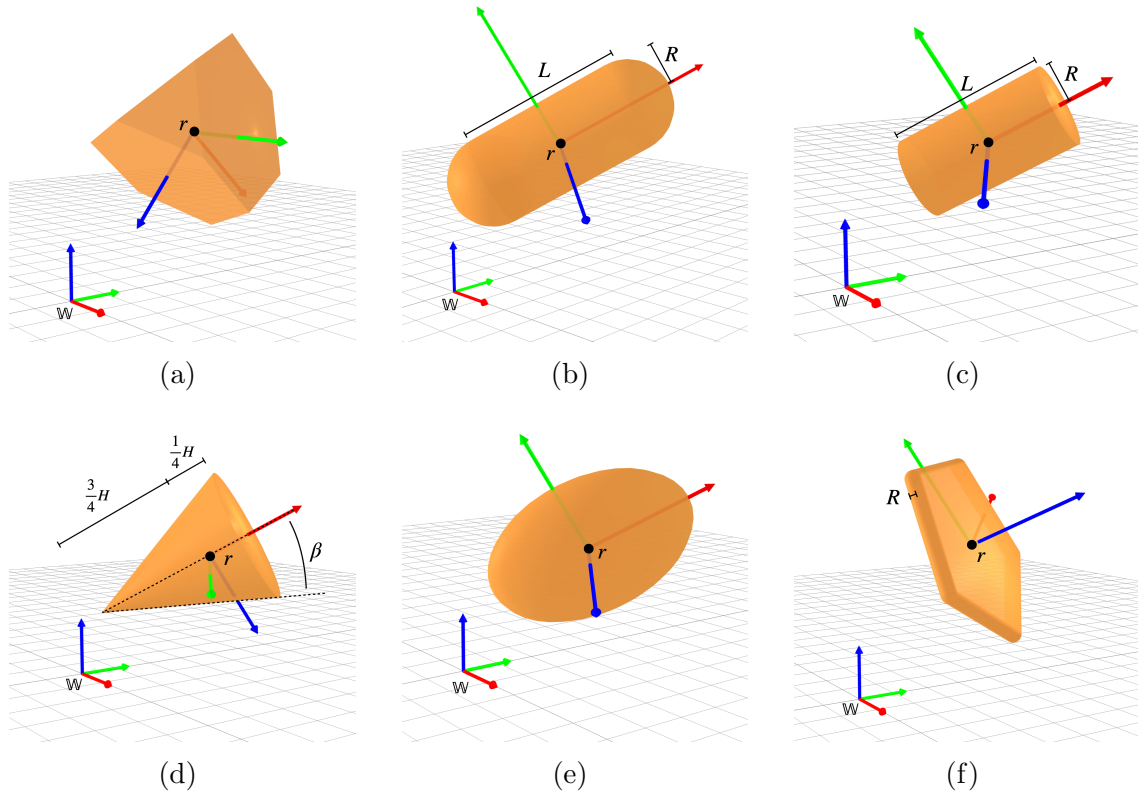 r
𝕎
(a)
L
R
r
𝕎
(b)
L
R
r
𝕎
(c)
1/4 H
3/4 H
r
β
𝕎
(d)
r
𝕎
(e)
R
r
𝕎
(f)